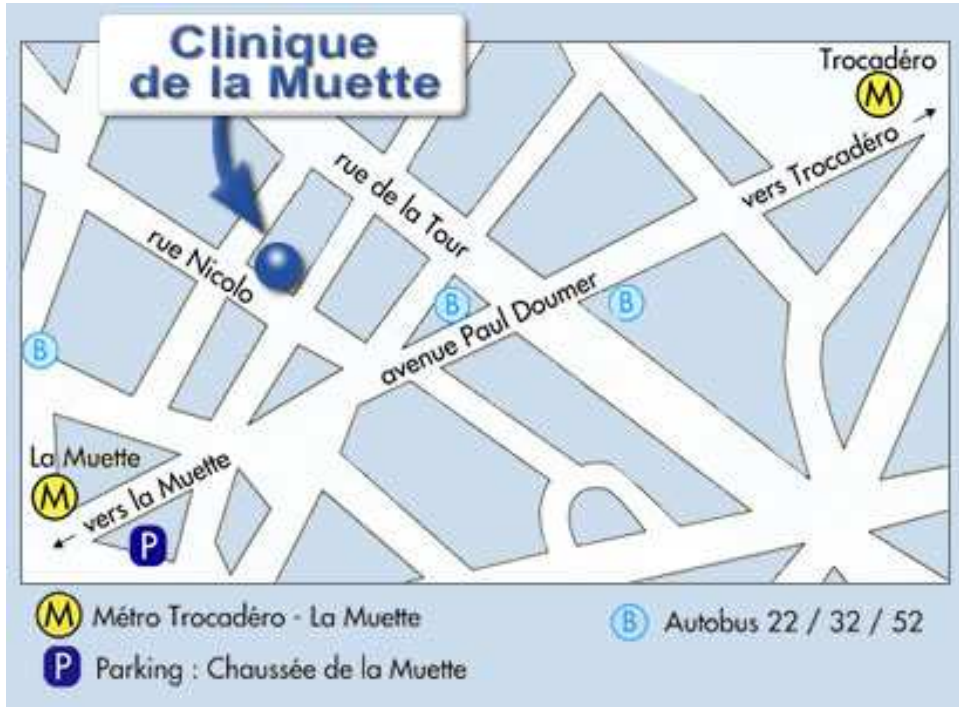 Clinique
de la Muette
Trocadéro
M
vers Trocadéro
rue de la Tour
rue Nicolo
B
B
avenue Paul Doumer
B
La Muette
M
vers la Muette
P
M Métro Trocadéro - La Muette
B Autobus 22 / 32 / 52
P Parking : Chaussée de la Muette